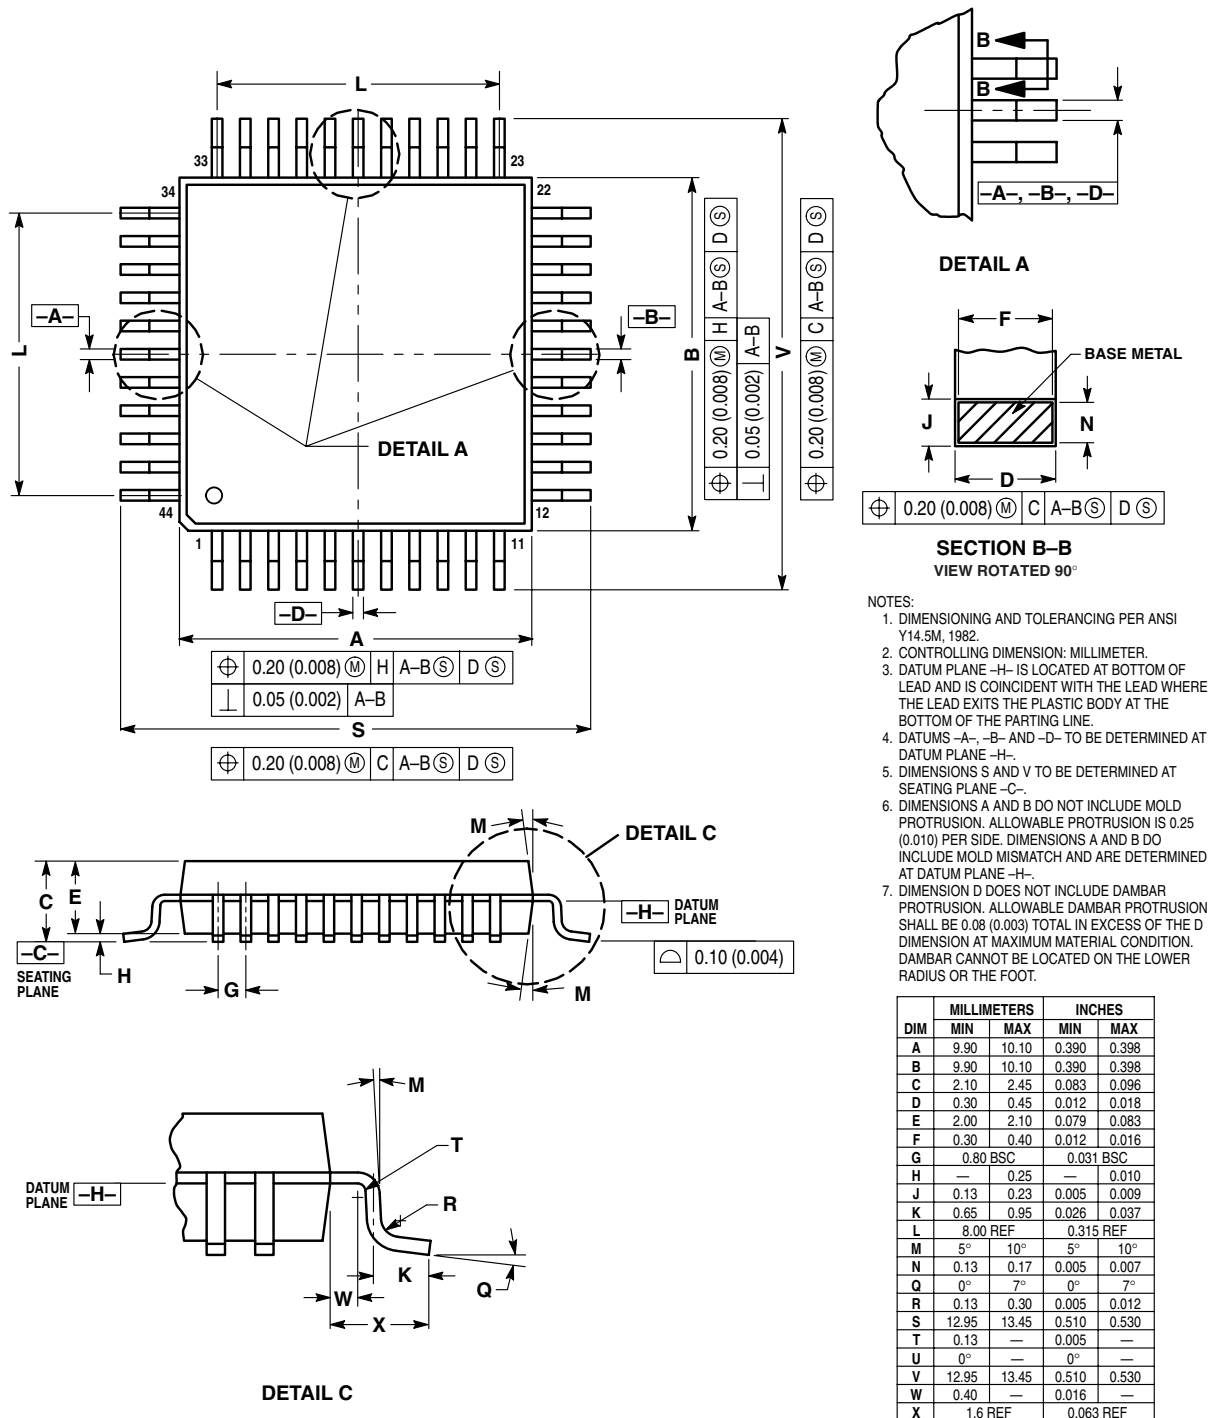 L
33
23
34
22
–A–
–B–
L
B
V
DETAIL A
44
12
1
11
–D–
A
⌖ 0.20 (0.008) Ⓜ H A–B Ⓢ D Ⓢ
⊥ 0.05 (0.002) A–B
S
⌖ 0.20 (0.008) Ⓜ C A–B Ⓢ D Ⓢ
⌖ 0.20 (0.008) Ⓜ H A–B Ⓢ D Ⓢ
⊥ 0.05 (0.002) A–B
⌖ 0.20 (0.008) Ⓜ C A–B Ⓢ D Ⓢ
B
B
–A–, –B–, –D–
DETAIL A
F
BASE METAL
J
N
D
⌖ 0.20 (0.008) Ⓜ C A–B Ⓢ D Ⓢ
SECTION B–B
VIEW ROTATED 90°
M
DETAIL C
C
E
–H– DATUM
PLANE
–C–
SEATING
PLANE
H
G
M
⌓ 0.10 (0.004)
M
T
R
DATUM
PLANE –H–
K
W
Q
X
DETAIL C
NOTES:
1. DIMENSIONING AND TOLERANCING PER ANSI
Y14.5M, 1982.
2. CONTROLLING DIMENSION: MILLIMETER.
3. DATUM PLANE –H– IS LOCATED AT BOTTOM OF
LEAD AND IS COINCIDENT WITH THE LEAD WHERE
THE LEAD EXITS THE PLASTIC BODY AT THE
BOTTOM OF THE PARTING LINE.
4. DATUMS –A–, –B– AND –D– TO BE DETERMINED AT
DATUM PLANE –H–.
5. DIMENSIONS S AND V TO BE DETERMINED AT
SEATING PLANE –C–.
6. DIMENSIONS A AND B DO NOT INCLUDE MOLD
PROTRUSION. ALLOWABLE PROTRUSION IS 0.25
(0.010) PER SIDE. DIMENSIONS A AND B DO
INCLUDE MOLD MISMATCH AND ARE DETERMINED
AT DATUM PLANE –H–.
7. DIMENSION D DOES NOT INCLUDE DAMBAR
PROTRUSION. ALLOWABLE DAMBAR PROTRUSION
SHALL BE 0.08 (0.003) TOTAL IN EXCESS OF THE D
DIMENSION AT MAXIMUM MATERIAL CONDITION.
DAMBAR CANNOT BE LOCATED ON THE LOWER
RADIUS OR THE FOOT.
MILLIMETERS INCHES
DIM MIN MAX MIN MAX
A 9.90 10.10 0.390 0.398
B 9.90 10.10 0.390 0.398
C 2.10 2.45 0.083 0.096
D 0.30 0.45 0.012 0.018
E 2.00 2.10 0.079 0.083
F 0.30 0.40 0.012 0.016
G 0.80 BSC 0.031 BSC
H — 0.25 — 0.010
J 0.13 0.23 0.005 0.009
K 0.65 0.95 0.026 0.037
L 8.00 REF 0.315 REF
M 5° 10° 5° 10°
N 0.13 0.17 0.005 0.007
Q 0° 7° 0° 7°
R 0.13 0.30 0.005 0.012
S 12.95 13.45 0.510 0.530
T 0.13 — 0.005 —
U 0° — 0° —
V 12.95 13.45 0.510 0.530
W 0.40 — 0.016 —
X 1.6 REF 0.063 REF